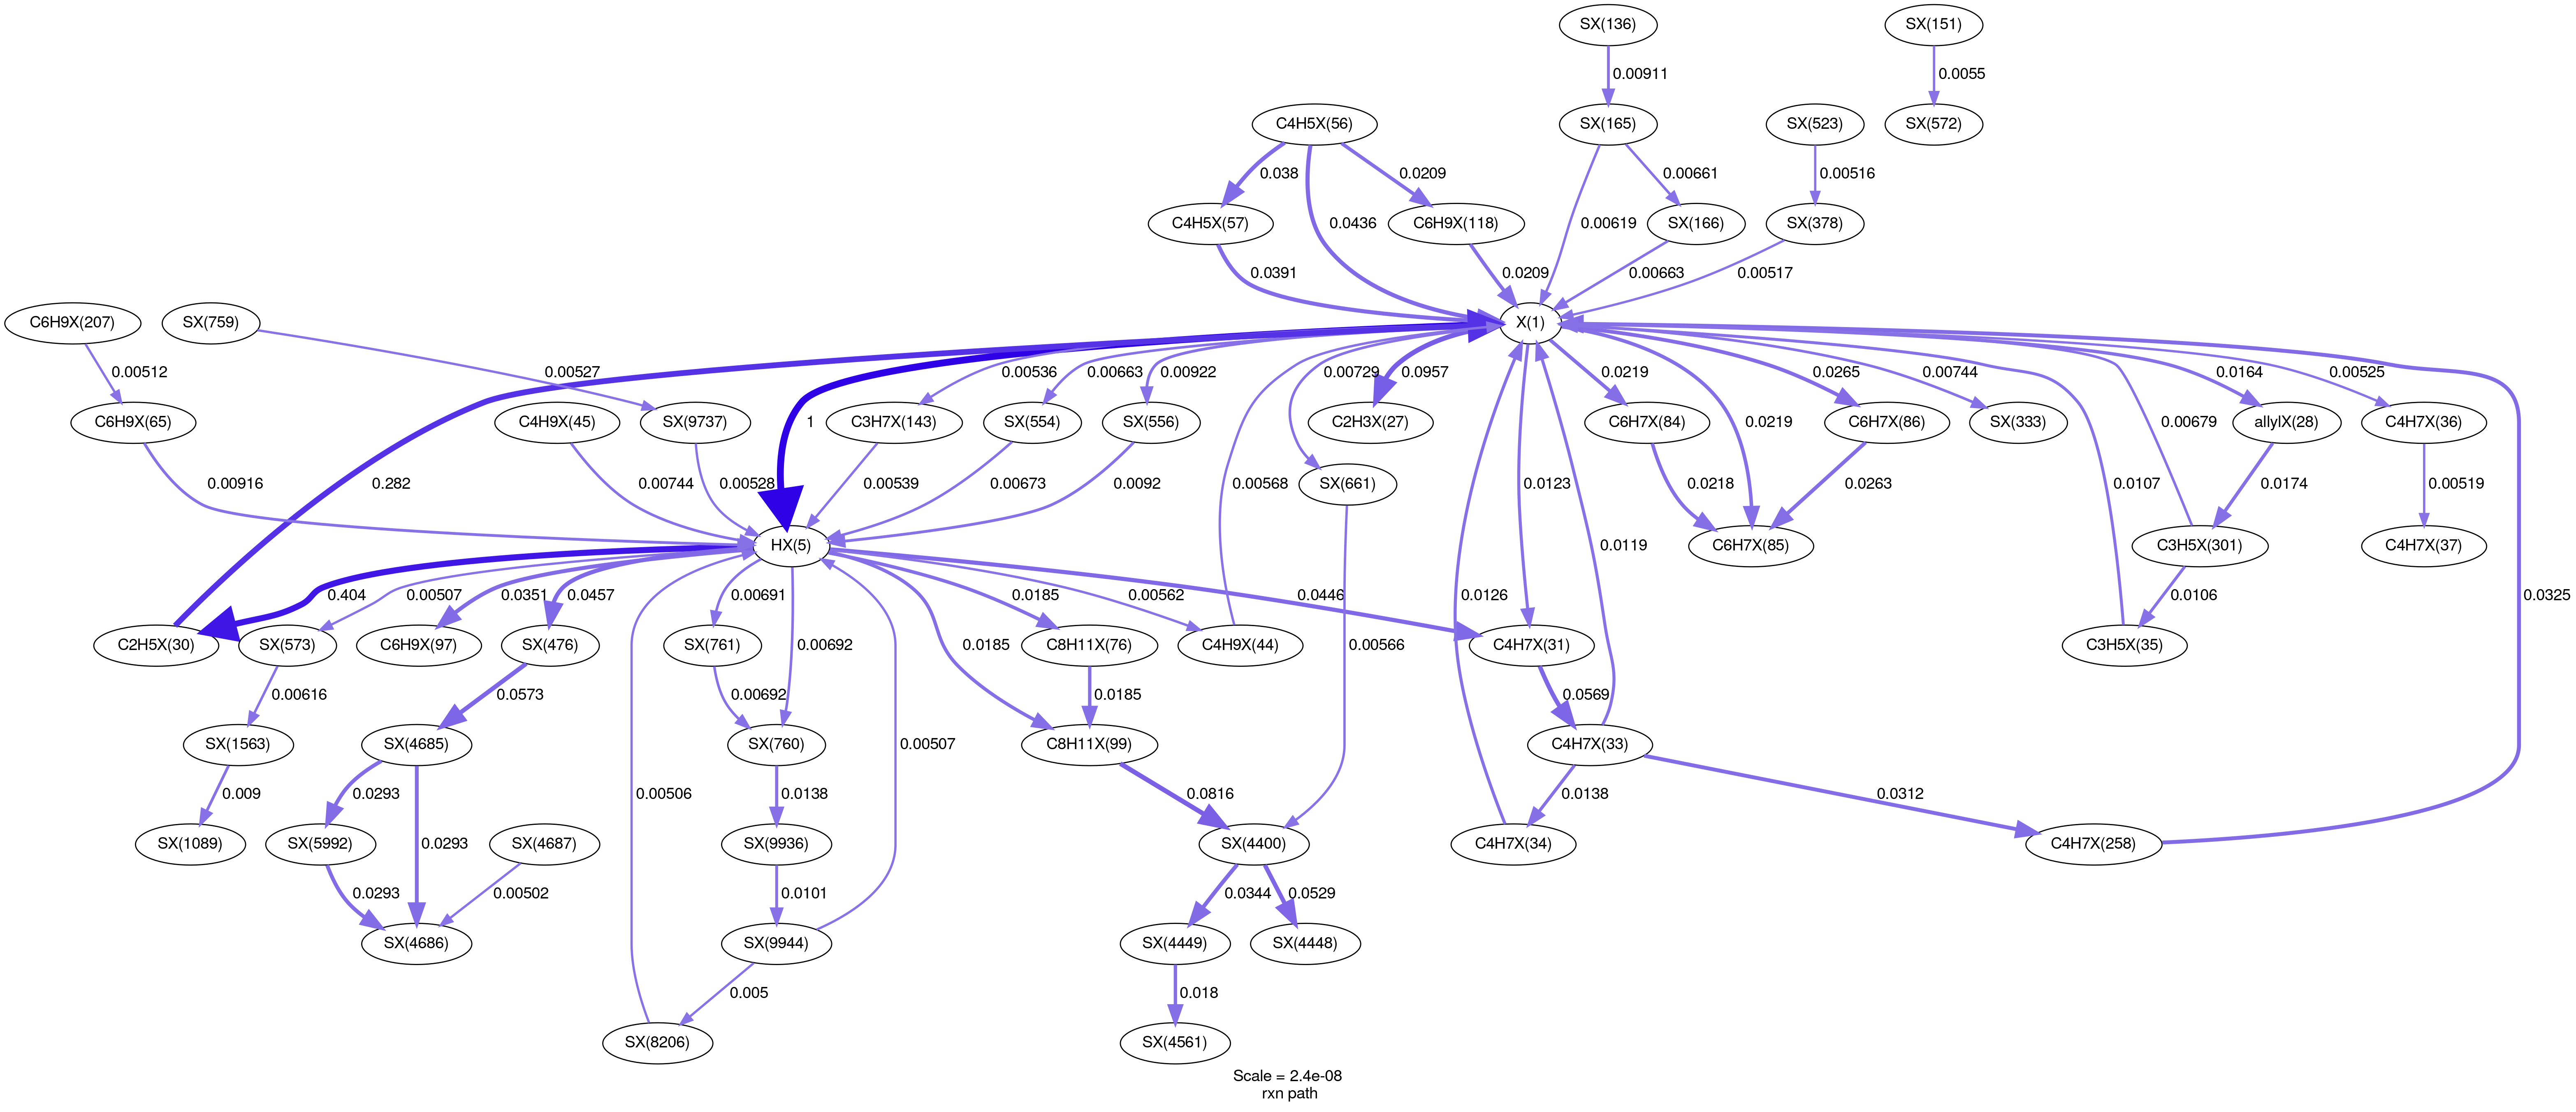 SX(136)
SX(151)
0.00911
0.0055
C4H5X(56)
SX(165)
SX(523)
SX(572)
0.038
0.0209
0.00661
0.00516
C4H5X(57)
0.0436
C6H9X(118)
0.00619
SX(166)
SX(378)
0.0391
0.0209
0.00663
0.00517
C6H9X(207)
SX(759)
X(1)
0.00512
0.00527
0.00536
0.00663
0.00922
0.00729
0.0957
0.0219
0.0265
0.00744
0.0164
0.00525
C6H9X(65)
C4H9X(45)
SX(9737)
1
C3H7X(143)
SX(554)
SX(556)
C2H3X(27)
C6H7X(84)
0.0219
C6H7X(86)
SX(333)
0.00679
allylX(28)
C4H7X(36)
0.00916
0.282
0.00744
0.00528
0.00539
0.00673
0.0092
0.00568
SX(661)
0.0123
0.0218
0.0263
0.0107
0.0174
0.00519
HX(5)
0.0119
C6H7X(85)
C3H5X(301)
C4H7X(37)
0.404
0.00507
0.0351
0.0457
0.00691
0.0185
0.00562
0.0446
0.0126
0.0106
0.0325
C2H5X(30)
SX(573)
C6H9X(97)
SX(476)
SX(761)
0.00692
0.0185
C8H11X(76)
C4H9X(44)
0.00566
C4H7X(31)
C3H5X(35)
0.00616
0.0573
0.00692
0.0185
0.0569
SX(1563)
SX(4685)
SX(760)
0.00507
C8H11X(99)
C4H7X(33)
0.009
0.0293
0.00506
0.0138
0.0816
0.0138
0.0312
SX(1089)
SX(5992)
0.0293
SX(4687)
SX(9936)
SX(4400)
C4H7X(34)
C4H7X(258)
0.0293
0.00502
0.0101
0.0344
0.0529
SX(4686)
SX(9944)
SX(4449)
SX(4448)
0.005
0.018
SX(8206)
SX(4561)
Scale = 2.4e-08
rxn path